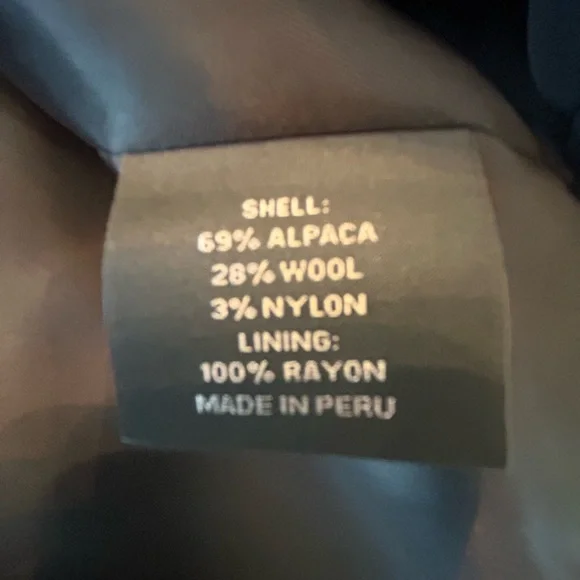 SHELL:
69% ALPACA
28% WOOL
3% NYLON
LINING:
100% RAYON
MADE IN PERU